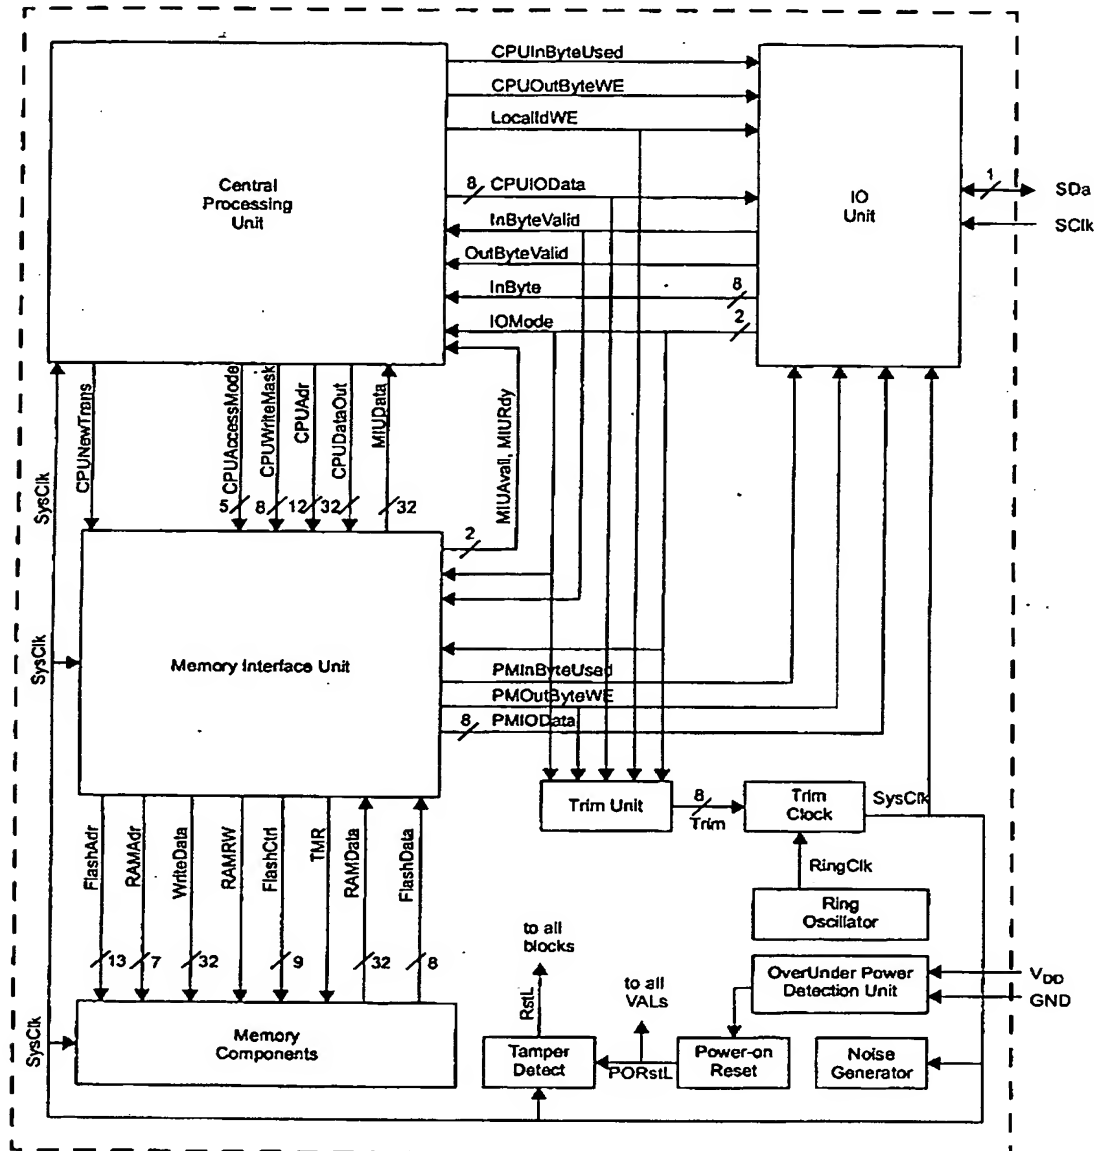 CPUInByteUsed
CPUOutByteWE
LocalIdWE
8
CPUIOData
InByteValid
OutByteValid
InByte
8
IOMode
2
Central
Processing
Unit
IO
Unit
1
SDa
SClk
SysClk
CPUNewTrans
CPUAccessMode
5
CPUWriteMask
8
CPUAdr
12
CPUDataOut
32
MIUData
32
MIUAvail, MIURdy
2
SysClk
Memory Interface Unit
PMInByteUsed
PMOutByteWE
8
PMIOData
Trim Unit
8
Trim
Trim
Clock
SysClk
RingClk
Ring
Oscillator
FlashAdr
13
RAMAdr
7
WriteData
32
RAMRW
FlashCtrl
9
TMR
RAMData
32
FlashData
8
to all
blocks
RstL
to all
VALs
OverUnder Power
Detection Unit
VDD
GND
SysClk
Memory
Components
Tamper
Detect
PORstL
Power-on
Reset
Noise
Generator